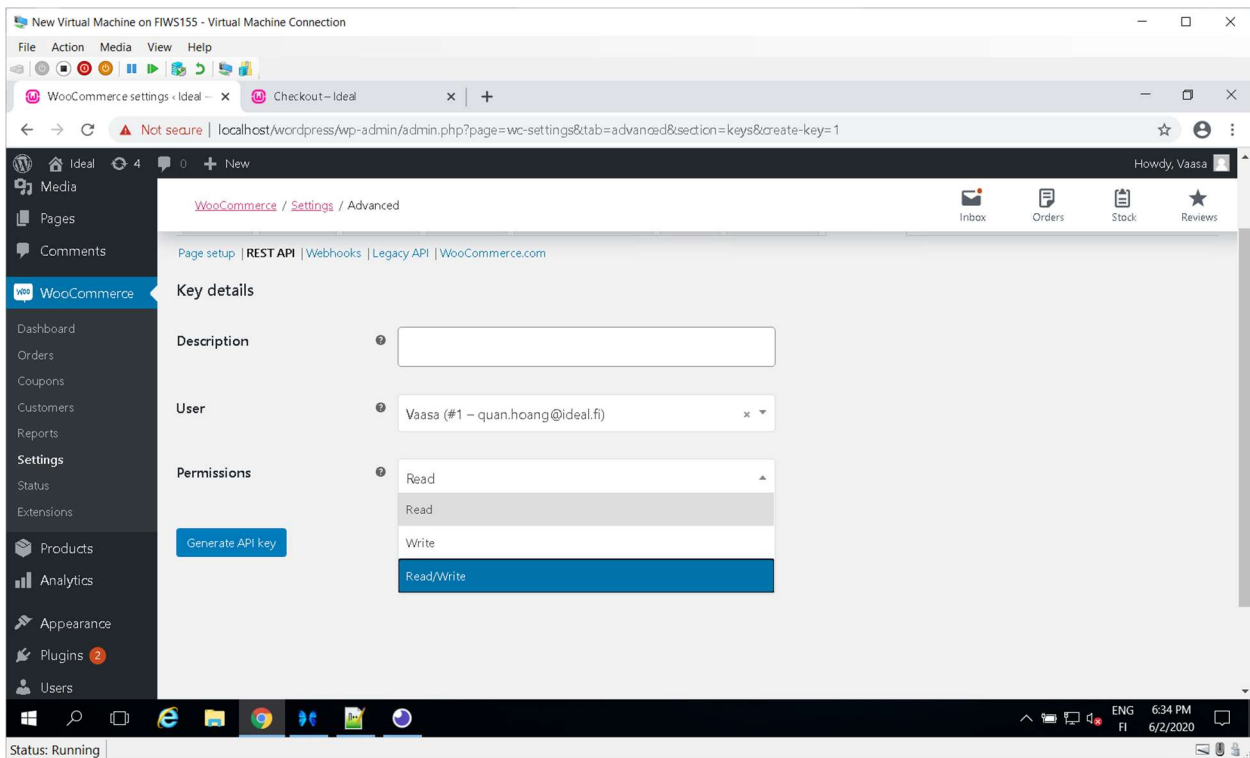 New Virtual Machine on FIWS155 - Virtual Machine Connection
File Action Media View Help
WooCommerce settings ‹ Ideal –
Checkout – Ideal
Not secure | localhost/wordpress/wp-admin/admin.php?page=wc-settings&tab=advanced&section=keys&create-key=1
Ideal 4 0 + New Howdy, Vaasa
Media
Pages
Comments
WooCommerce
Dashboard
Orders
Coupons
Customers
Reports
Settings
Status
Extensions
Products
Analytics
Appearance
Plugins 2
Users
WooCommerce / Settings / Advanced
Inbox
Orders
Stock
Reviews
Page setup | REST API | Webhooks | Legacy API | WooCommerce.com
Key details
Description
User
Vaasa (#1 – quan.hoang@ideal.fi)
Permissions
Read
Read
Write
Read/Write
Generate API key
ENG
FI
6:34 PM
6/2/2020
Status: Running